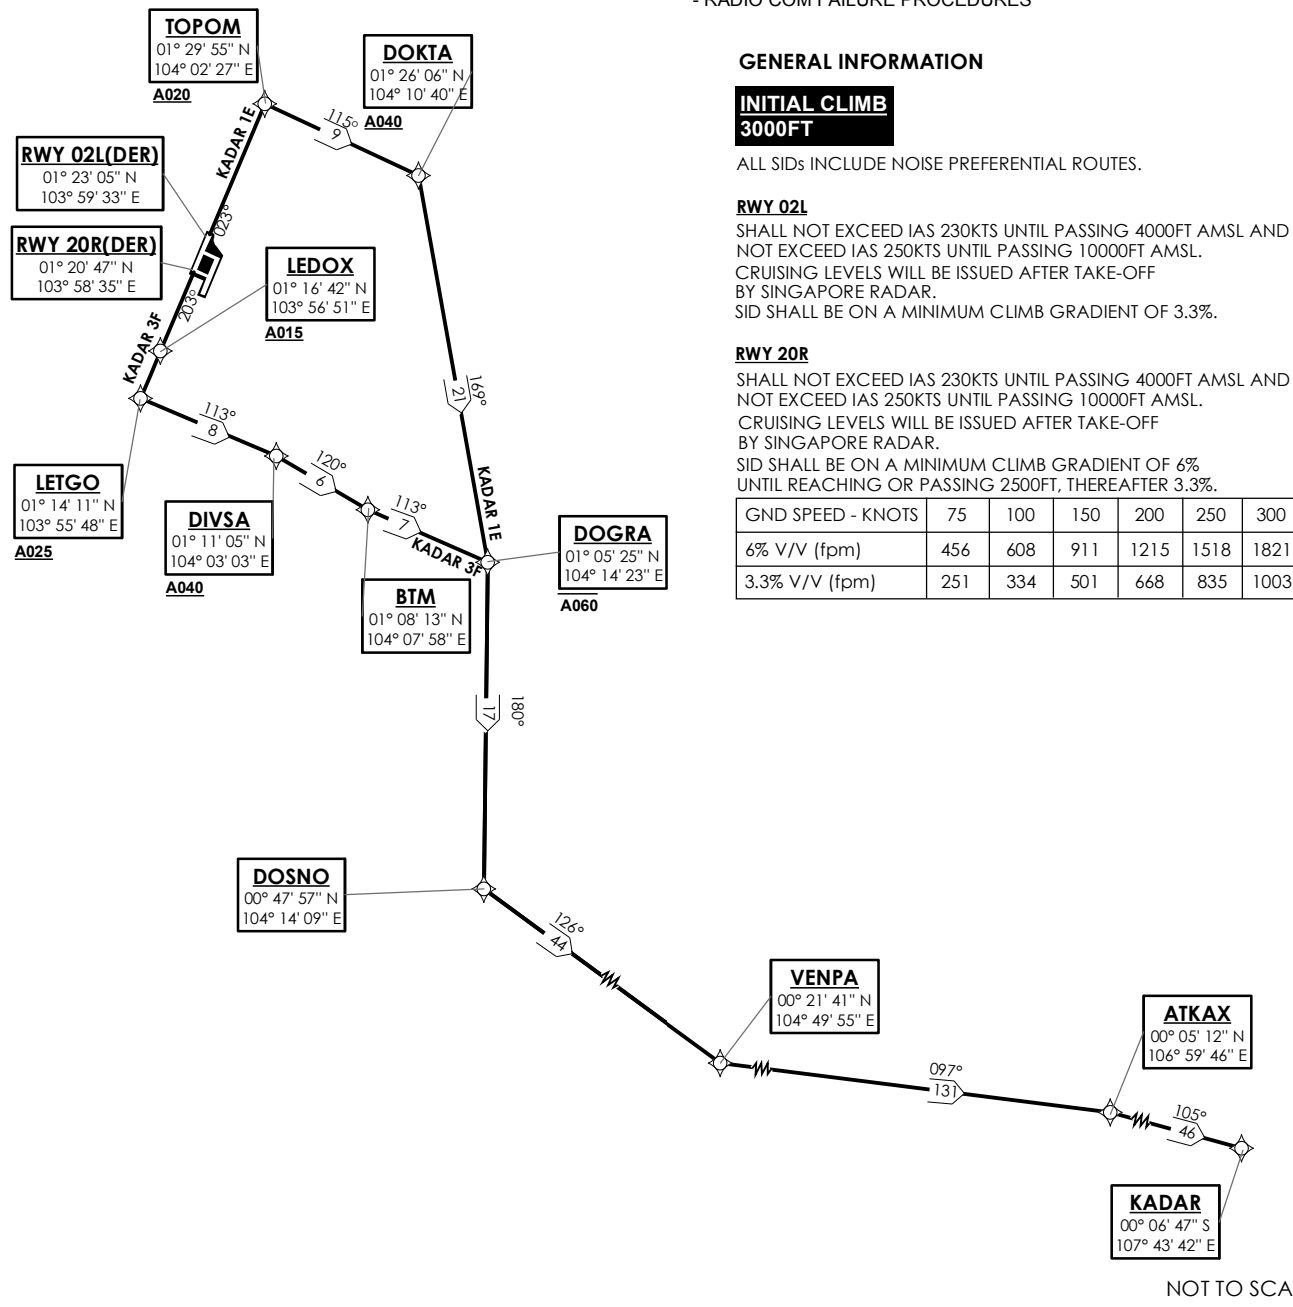 - RADIO COM FAILURE PROCEDURES
GENERAL INFORMATION
INITIAL CLIMB
3000FT
ALL SIDs INCLUDE NOISE PREFERENTIAL ROUTES.
RWY 02L
SHALL NOT EXCEED IAS 230KTS UNTIL PASSING 4000FT AMSL AND
NOT EXCEED IAS 250KTS UNTIL PASSING 10000FT AMSL.
CRUISING LEVELS WILL BE ISSUED AFTER TAKE-OFF
BY SINGAPORE RADAR.
SID SHALL BE ON A MINIMUM CLIMB GRADIENT OF 3.3%.
RWY 20R
SHALL NOT EXCEED IAS 230KTS UNTIL PASSING 4000FT AMSL AND
NOT EXCEED IAS 250KTS UNTIL PASSING 10000FT AMSL.
CRUISING LEVELS WILL BE ISSUED AFTER TAKE-OFF
BY SINGAPORE RADAR.
SID SHALL BE ON A MINIMUM CLIMB GRADIENT OF 6%
UNTIL REACHING OR PASSING 2500FT, THEREAFTER 3.3%.
GND SPEED - KNOTS 75 100 150 200 250 300
6% V/V (fpm) 456 608 911 1215 1518 1821
3.3% V/V (fpm) 251 334 501 668 835 1003
TOPOM
01° 29' 55" N
104° 02' 27" E
A020
DOKTA
01° 26' 06" N
104° 10' 40" E
A040
115°
9
KADAR 1E
RWY 02L(DER)
01° 23' 05" N
103° 59' 33" E
023°
RWY 20R(DER)
01° 20' 47" N
103° 58' 35" E
203°
LEDOX
01° 16' 42" N
103° 56' 51" E
A015
KADAR 3F
169°
21
KADAR 1E
113°
8
120°
6
113°
7
KADAR 3F
LETGO
01° 14' 11" N
103° 55' 48" E
A025
DIVSA
01° 11' 05" N
104° 03' 03" E
A040
BTM
01° 08' 13" N
104° 07' 58" E
DOGRA
01° 05' 25" N
104° 14' 23" E
A060
180°
17
DOSNO
00° 47' 57" N
104° 14' 09" E
126°
44
VENPA
00° 21' 41" N
104° 49' 55" E
097°
131
ATKAX
00° 05' 12" N
106° 59' 46" E
105°
46
KADAR
00° 06' 47" S
107° 43' 42" E
NOT TO SCA